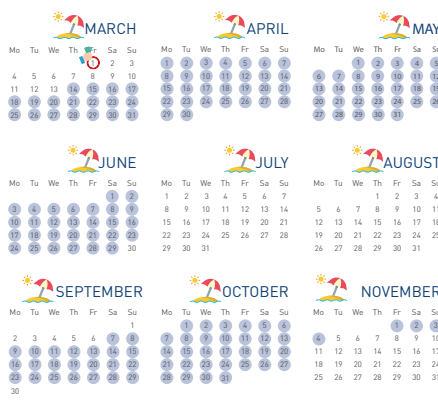 MARCH
Mo Tu We Th Fr Sa Su
1 2 3
4 5 6 7 8 9 10
11 12 13 14 15 16 17
18 19 20 21 22 23 24
25 26 27 28 29 30 31
APRIL
Mo Tu We Th Fr Sa Su
1 2 3 4 5 6 7
8 9 10 11 12 13 14
15 16 17 18 19 20 21
22 23 24 25 26 27 28
29 30
MAY
Mo Tu We Th Fr Sa Su
1 2 3 4 5
6 7 8 9 10 11 12
13 14 15 16 17 18 19
20 21 22 23 24 25 26
27 28 29 30 31
JUNE
Mo Tu We Th Fr Sa Su
1 2
3 4 5 6 7 8 9
10 11 12 13 14 15 16
17 18 19 20 21 22 23
24 25 26 27 28 29 30
JULY
Mo Tu We Th Fr Sa Su
1 2 3 4 5 6 7
8 9 10 11 12 13 14
15 16 17 18 19 20 21
22 23 24 25 26 27 28
29 30 31
AUGUST
Mo Tu We Th Fr Sa Su
1 2 3 4
5 6 7 8 9 10 11
12 13 14 15 16 17 18
19 20 21 22 23 24 25
26 27 28 29 30 31
SEPTEMBER
Mo Tu We Th Fr Sa Su
1
2 3 4 5 6 7 8
9 10 11 12 13 14 15
16 17 18 19 20 21 22
23 24 25 26 27 28 29
30
OCTOBER
Mo Tu We Th Fr Sa Su
1 2 3 4 5 6
7 8 9 10 11 12 13
14 15 16 17 18 19 20
21 22 23 24 25 26 27
28 29 30 31
NOVEMBER
Mo Tu We Th Fr Sa Su
1 2 3
4 5 6 7 8 9 10
11 12 13 14 15 16 17
18 19 20 21 22 23 24
25 26 27 28 29 30 31